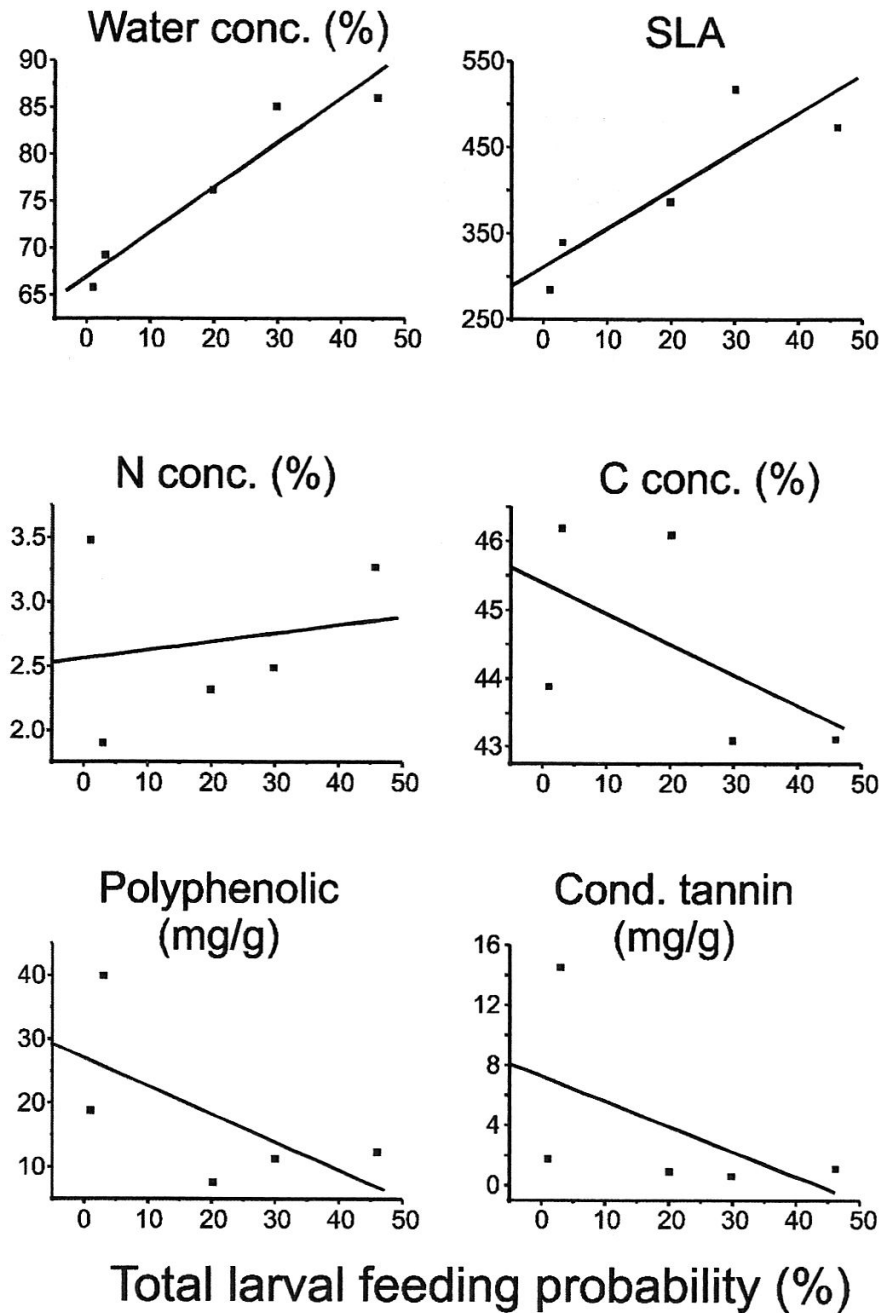 Water conc. (%)
90
85
80
75
70
65
0 10 20 30 40 50
SLA
550
450
350
250
0 10 20 30 40 50
N conc. (%)
3.5
3.0
2.5
2.0
0 10 20 30 40 50
C conc. (%)
46
45
44
43
0 10 20 30 40 50
Polyphenolic
(mg/g)
40
30
20
10
0 10 20 30 40 50
Cond. tannin
(mg/g)
16
12
8
4
0
0 10 20 30 40 50
Total larval feeding probability (%)